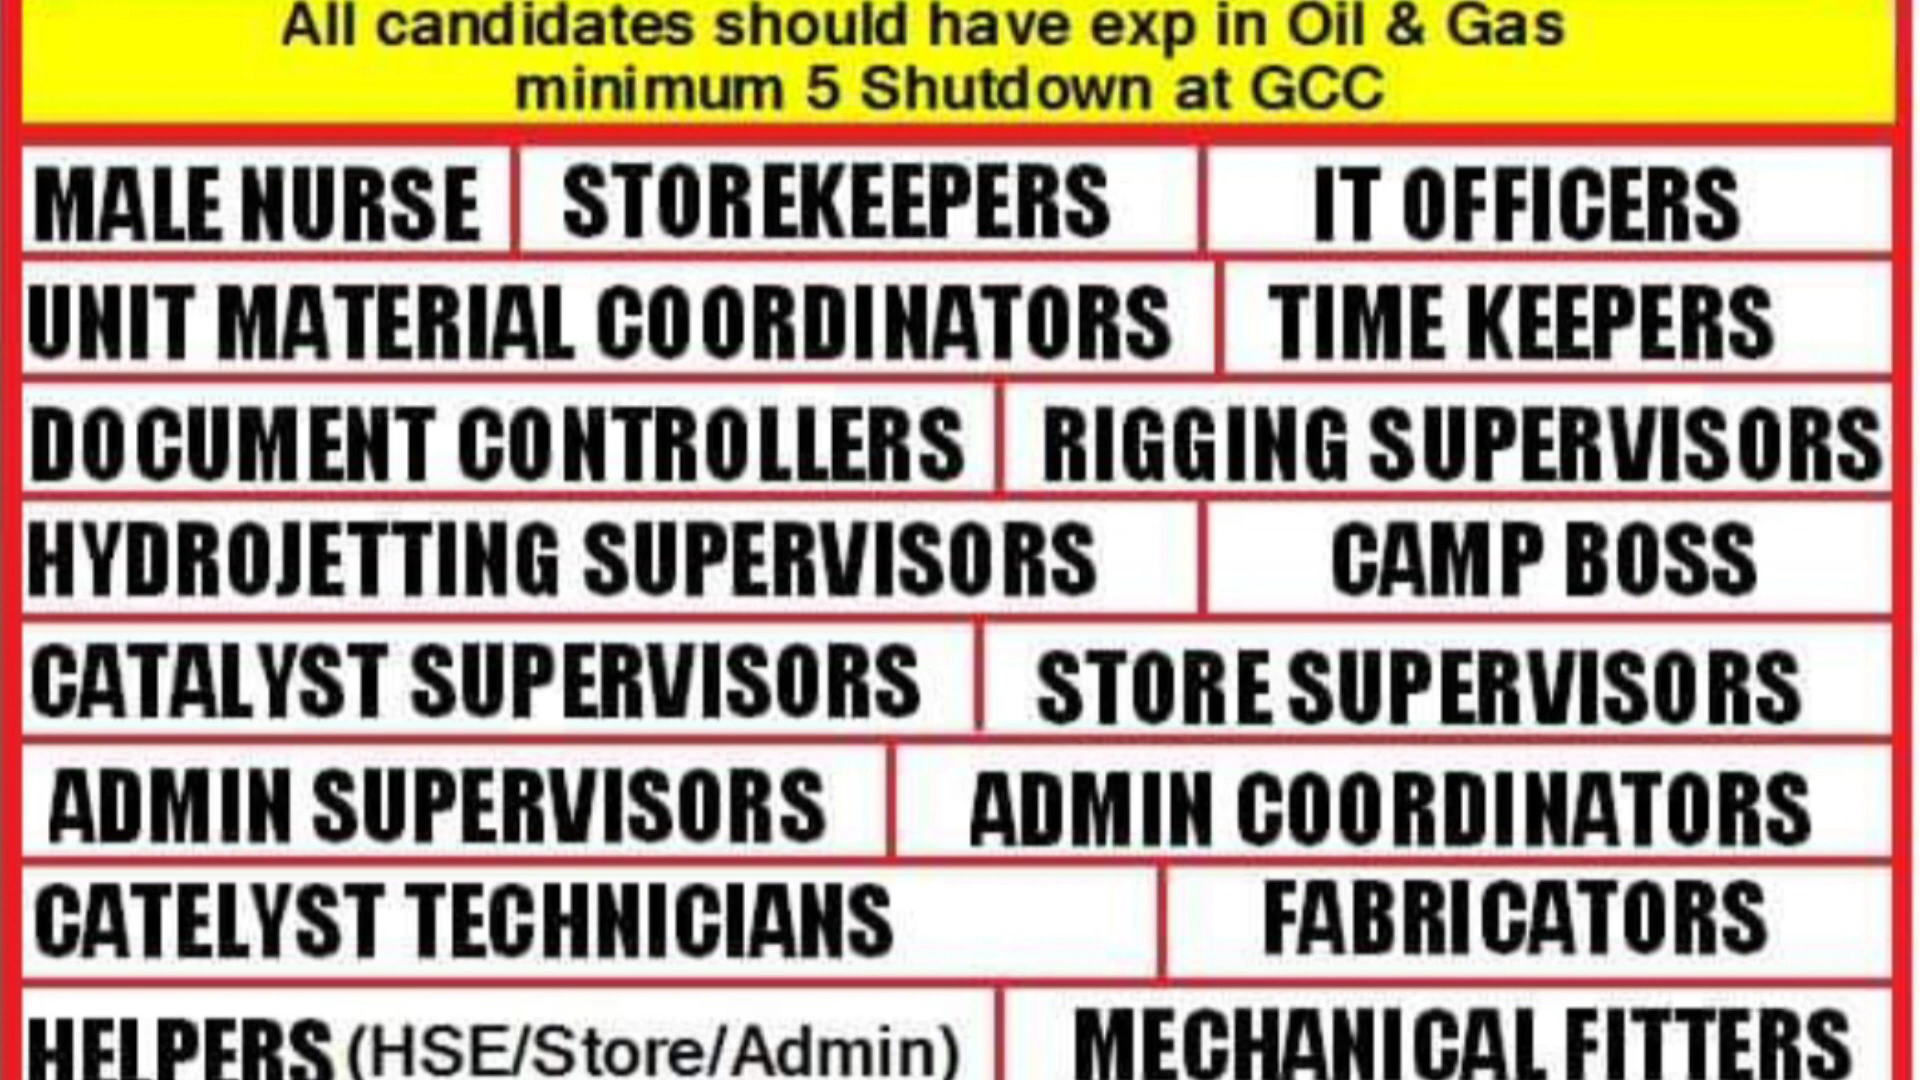 All candidates should have exp in Oil & Gas
minimum 5 Shutdown at GCC
MALE NURSE STOREKEEPERS IT OFFICERS
UNIT MATERIAL COORDINATORS TIME KEEPERS
DOCUMENT CONTROLLERS RIGGING SUPERVISORS
HYDROJETTING SUPERVISORS CAMP BOSS
CATALYST SUPERVISORS STORE SUPERVISORS
ADMIN SUPERVISORS ADMIN COORDINATORS
CATELYST TECHNICIANS FABRICATORS
HELPERS (HSE/Store/Admin) MECHANICAL FITTERS